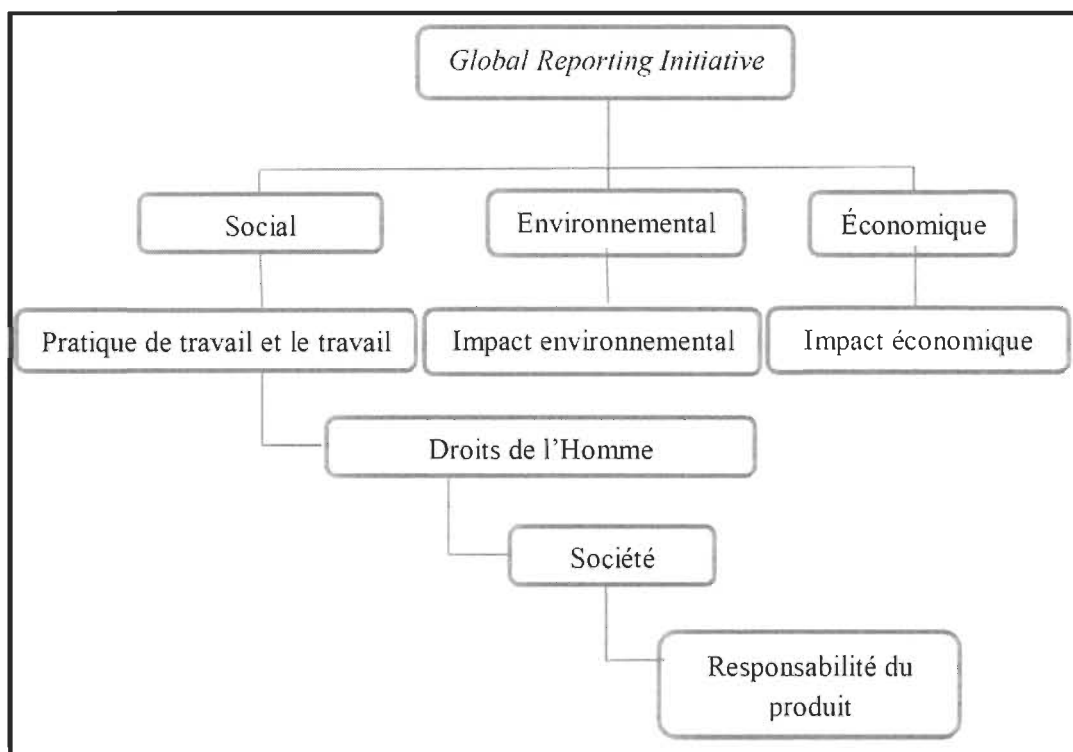 Global Reporting Initiative
Social
Environnemental
Économique
Pratique de travail et le travail
Impact environnemental
Impact économique
Droits de l'Homme
Société
Responsabilité du
produit